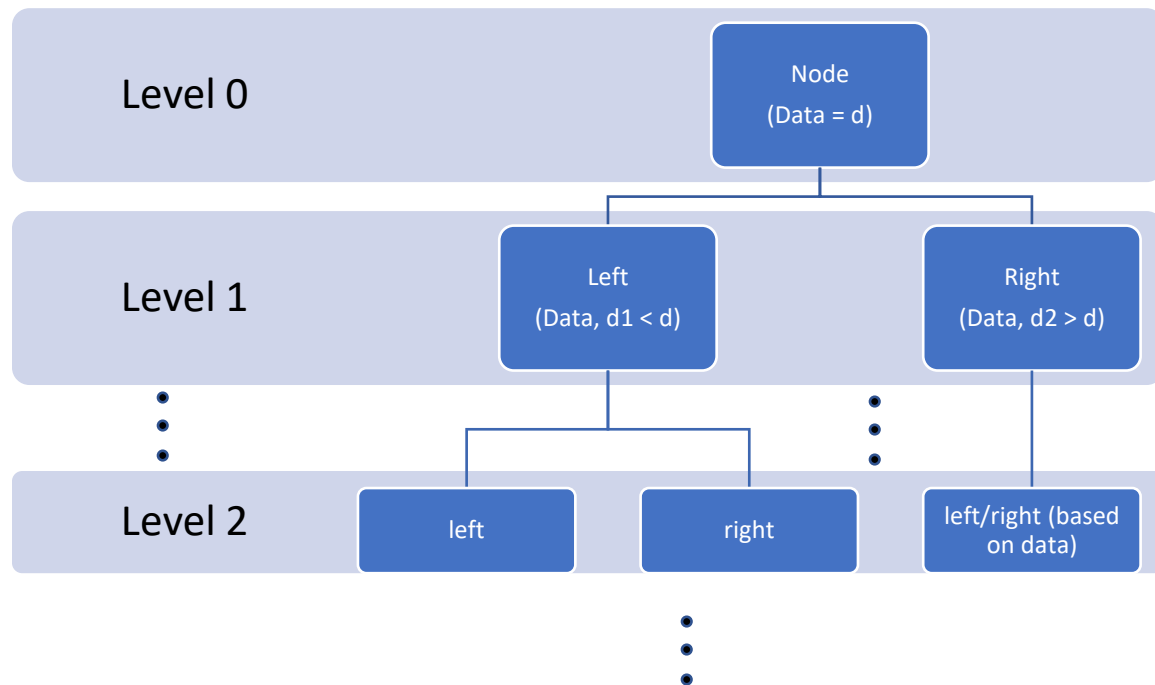 Level 0
Node
(Data = d)
Level 1
Left
(Data, d1 < d)
Right
(Data, d2 > d)
Level 2
left
right
left/right (based
on data)